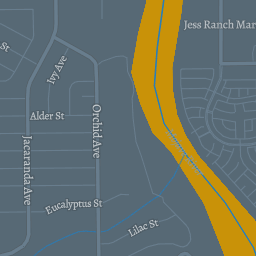 Jess Ranch Mar
St
Ivy Ave
Alder St
Orchid Ave
Jacaranda Ave
Eucalyptus St
Lilac St